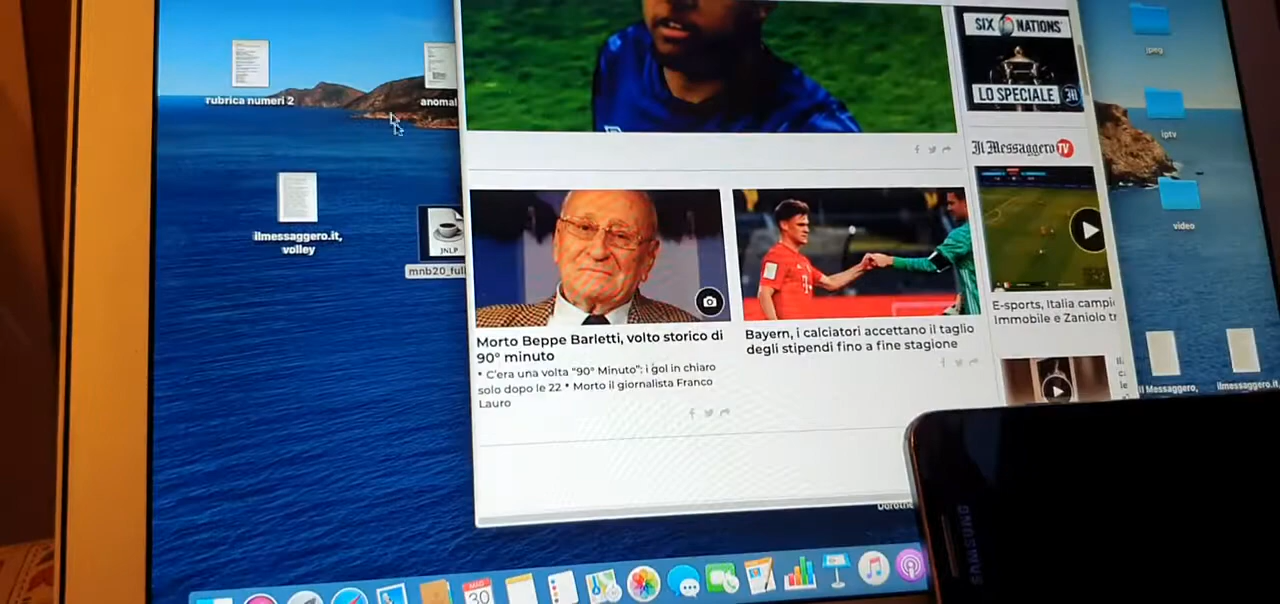 rubrica numeri 2
anomal
ilmessaggero.it,
volley
JNLP
mnb20_full
SIX NATIONS
LO SPECIALE
Il Messaggero TV
Morto Beppe Barletti, volto storico di
90° minuto
• C'era una volta "90° Minuto": i gol in chiaro
solo dopo le 22 • Morto il giornalista Franco
Lauro
Bayern, i calciatori accettano il taglio
degli stipendi fino a fine stagione
E-sports, Italia campi
Immobile e Zaniolo tr
jpeg
iptv
video
Il Messaggero,
ilmessaggero.it,
MAR
30
SAMSUNG